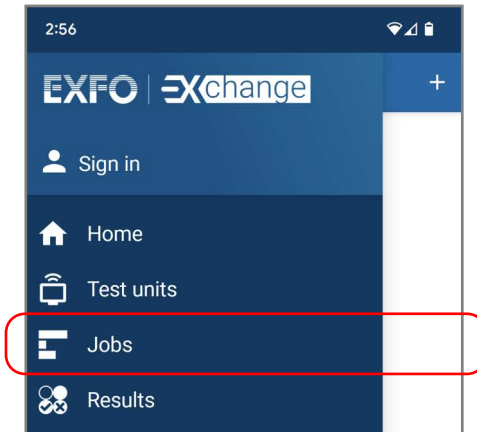 2:56
EXFO | EXchange
+
Sign in
Home
Test units
Jobs
Results